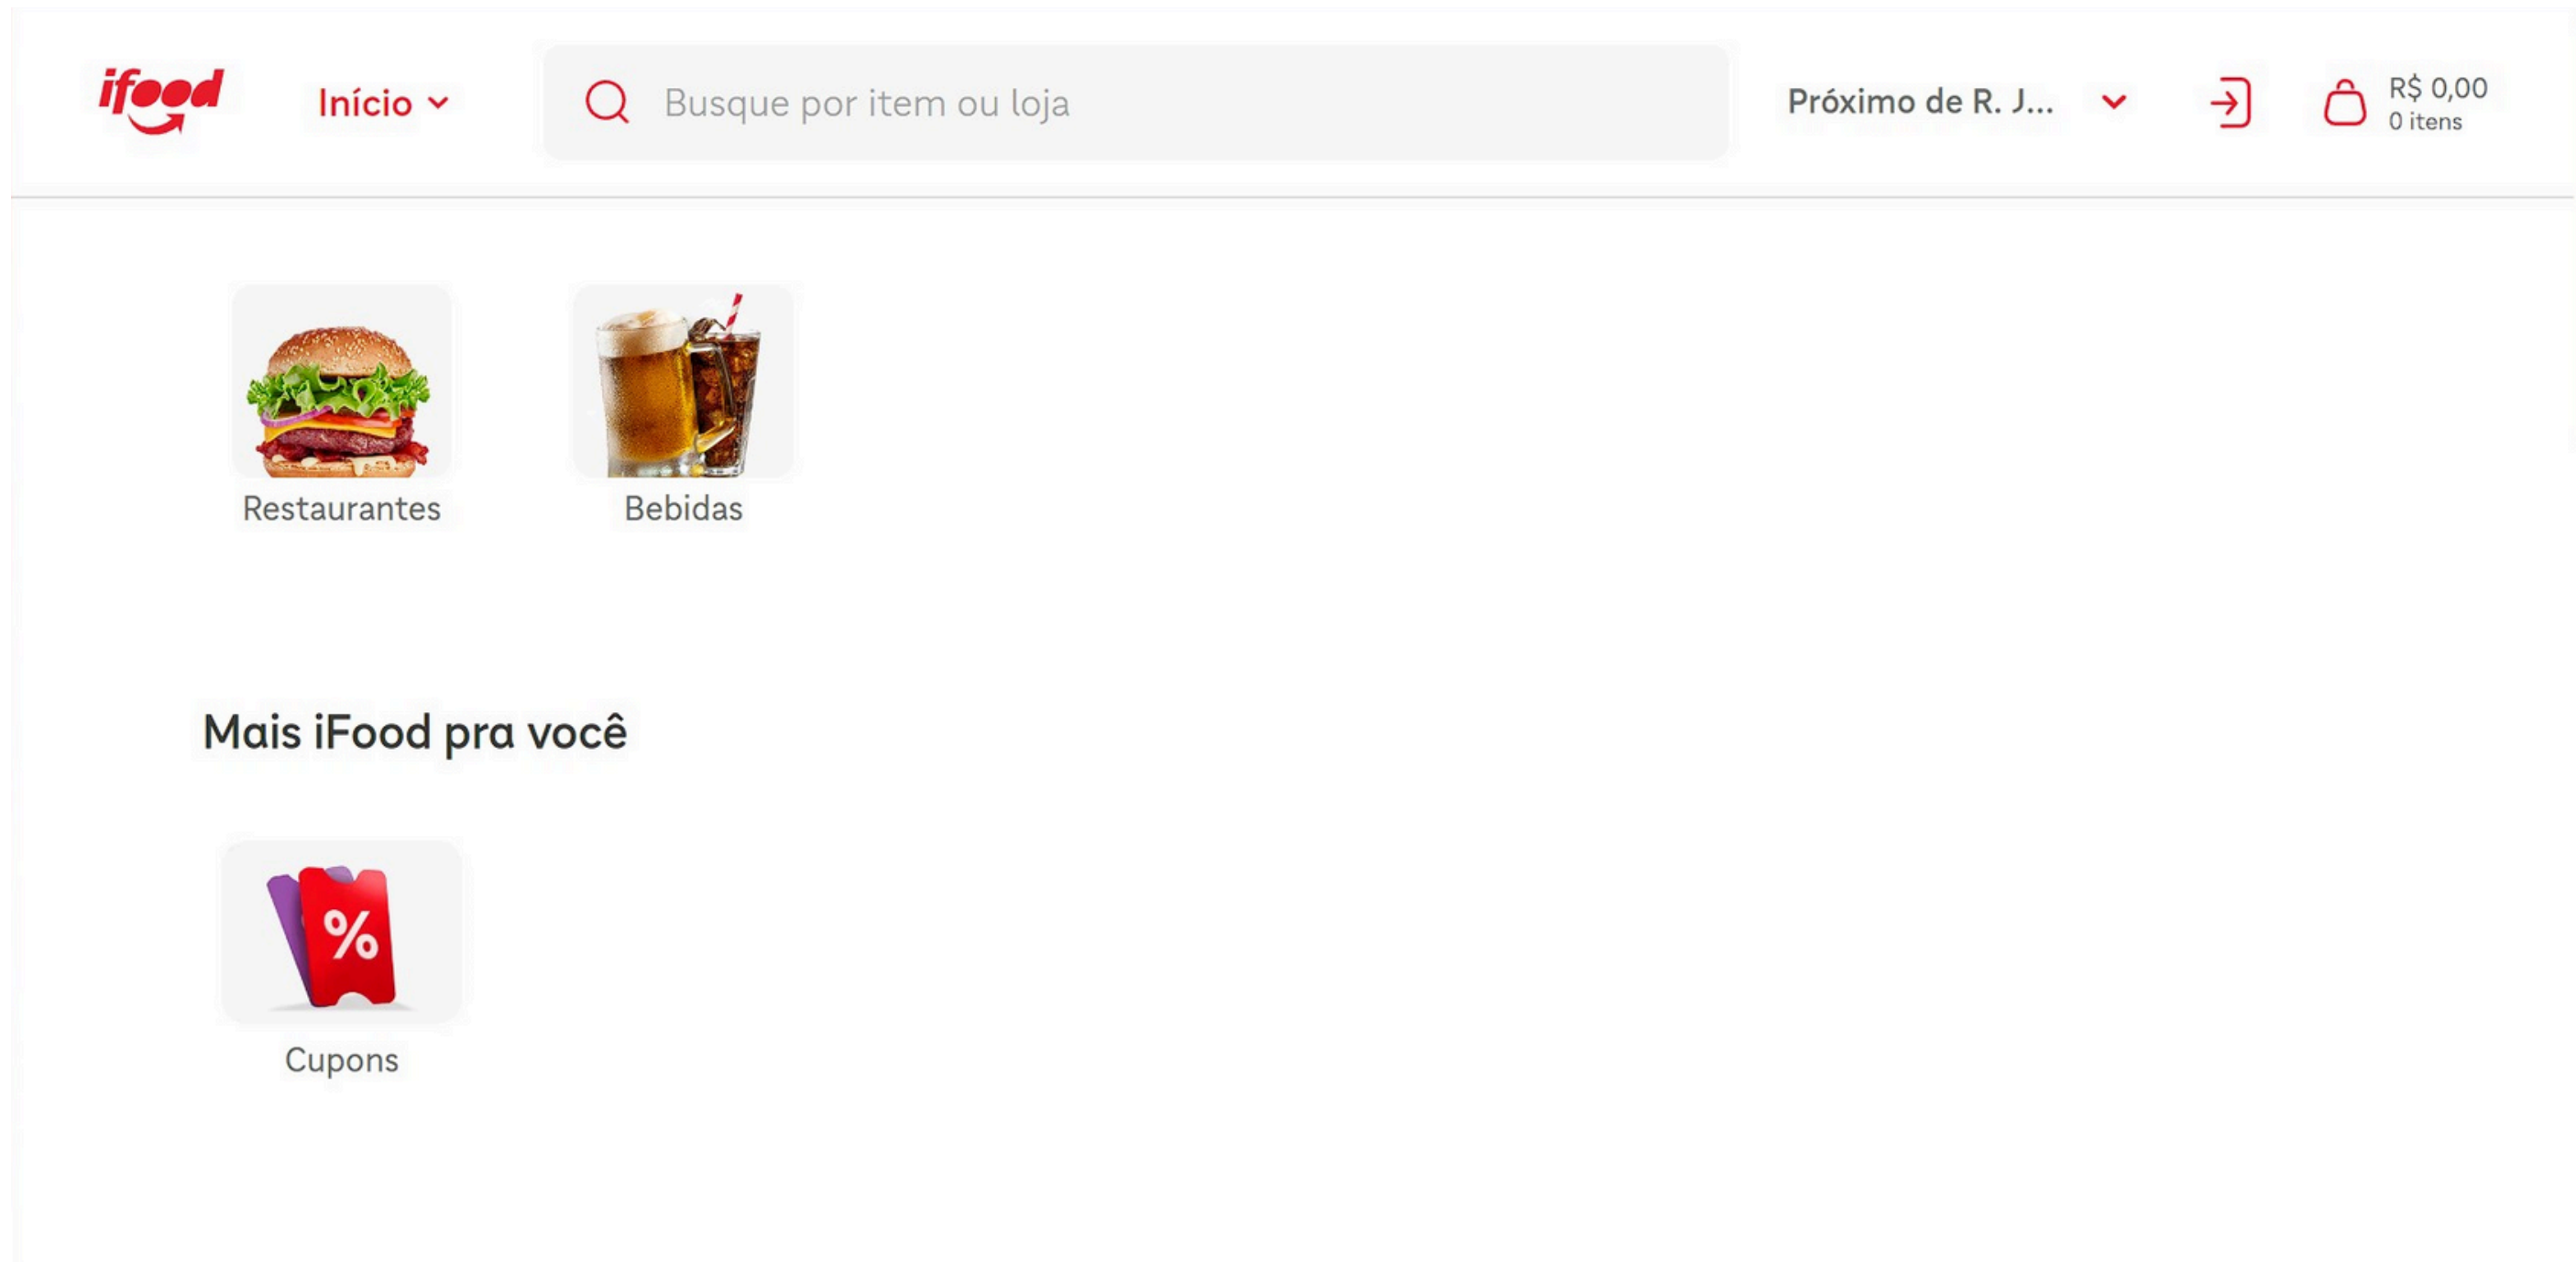 ifood
Início
Busque por item ou loja
Próximo de R. J...
R$ 0,00
0 itens
Restaurantes
Bebidas
Mais iFood pra você
%
Cupons